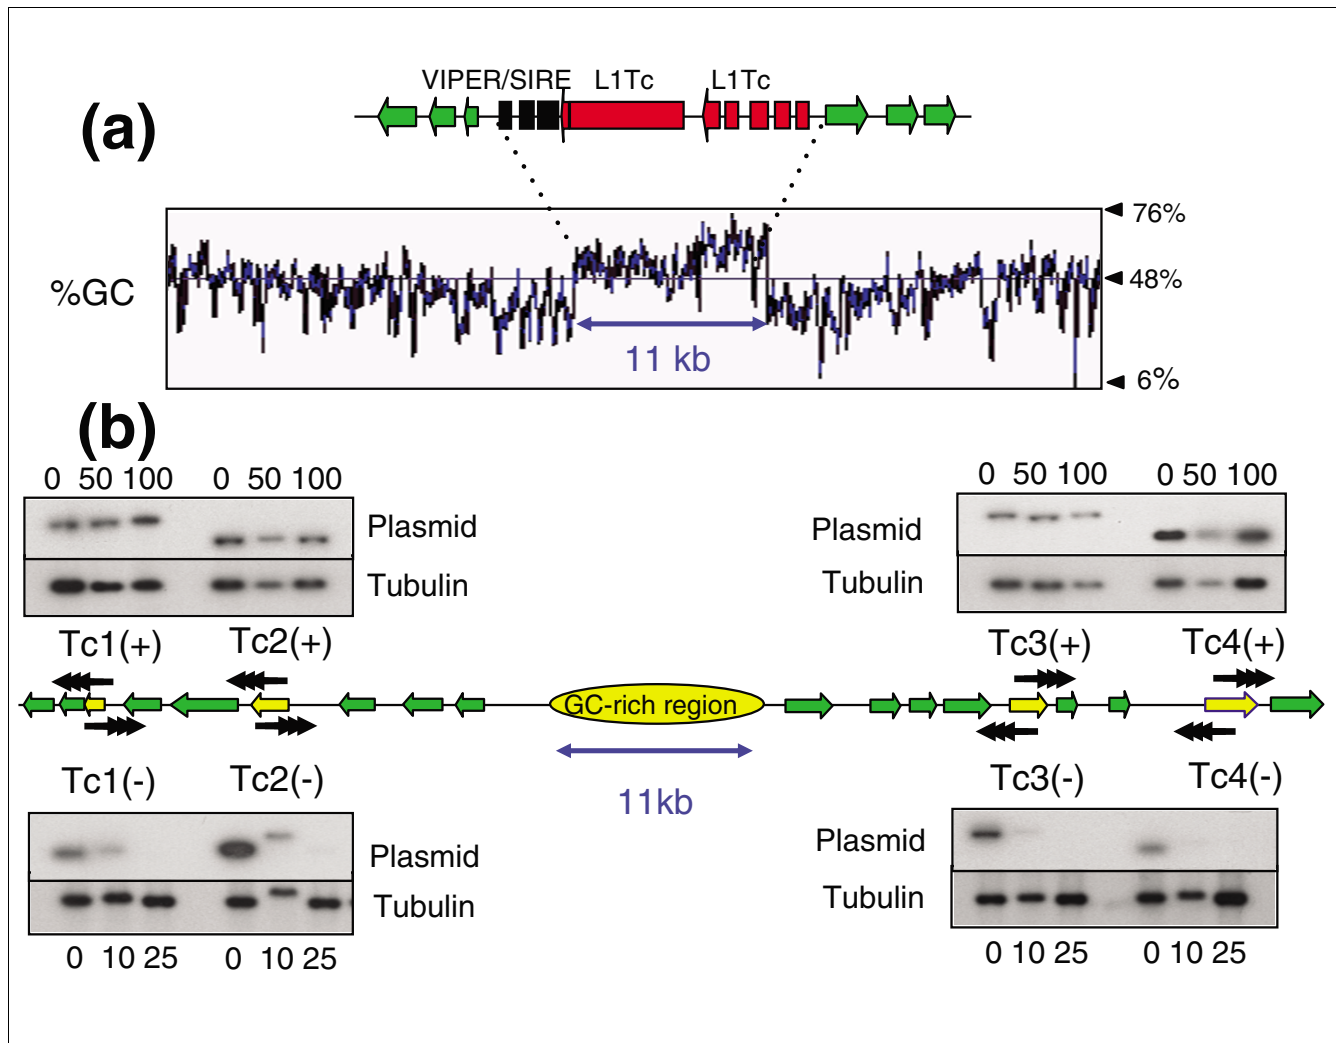 (a)
VIPER/SIRE L1Tc L1Tc
76%
%GC
48%
11 kb
6%
(b)
0 50 100 0 50 100
0 50 100 0 50 100
Plasmid
Plasmid
Tubulin
Tubulin
Tc1(+) Tc2(+) Tc3(+) Tc4(+)
GC-rich region
Tc1(-) Tc2(-) Tc3(-) Tc4(-)
11kb
Plasmid
Plasmid
Tubulin
Tubulin
0 10 25 0 10 25
0 10 25 0 10 25